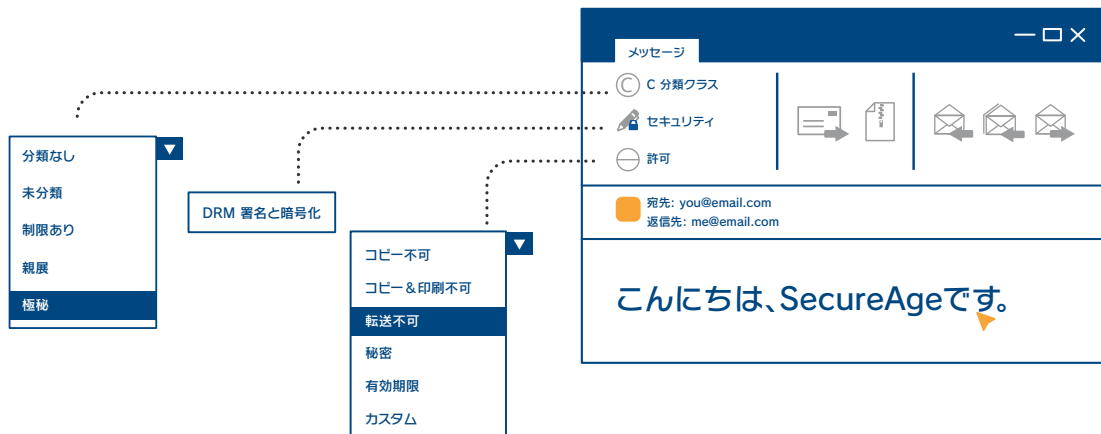 メッセージ
C 分類クラス
セキュリティ
許可
宛先: you@email.com
返信先: me@email.com
こんにちは、SecureAgeです。
分類なし
未分類
制限あり
親展
極秘
DRM 署名と暗号化
コピー不可
コピー＆印刷不可
転送不可
秘密
有効期限
カスタム